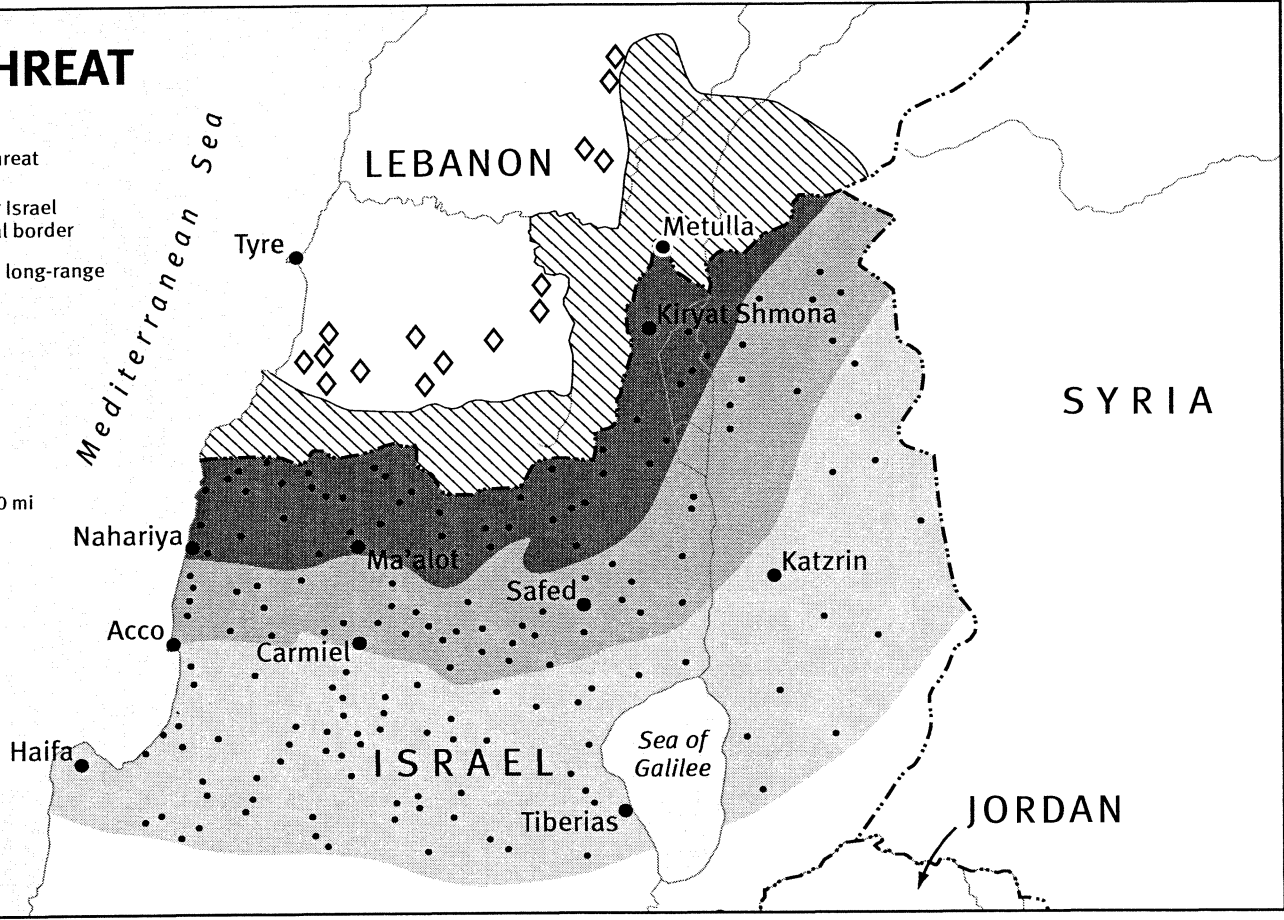 HREAT
hreat
Israel
l border
long-range
0 mi
Mediterranean Sea
LEBANON
Tyre
Metulla
Kiryat Shmona
SYRIA
Nahariya
Ma'alot
Katzrin
Safed
Acco
Carmiel
Haifa
ISRAEL
Sea of
Galilee
Tiberias
JORDAN